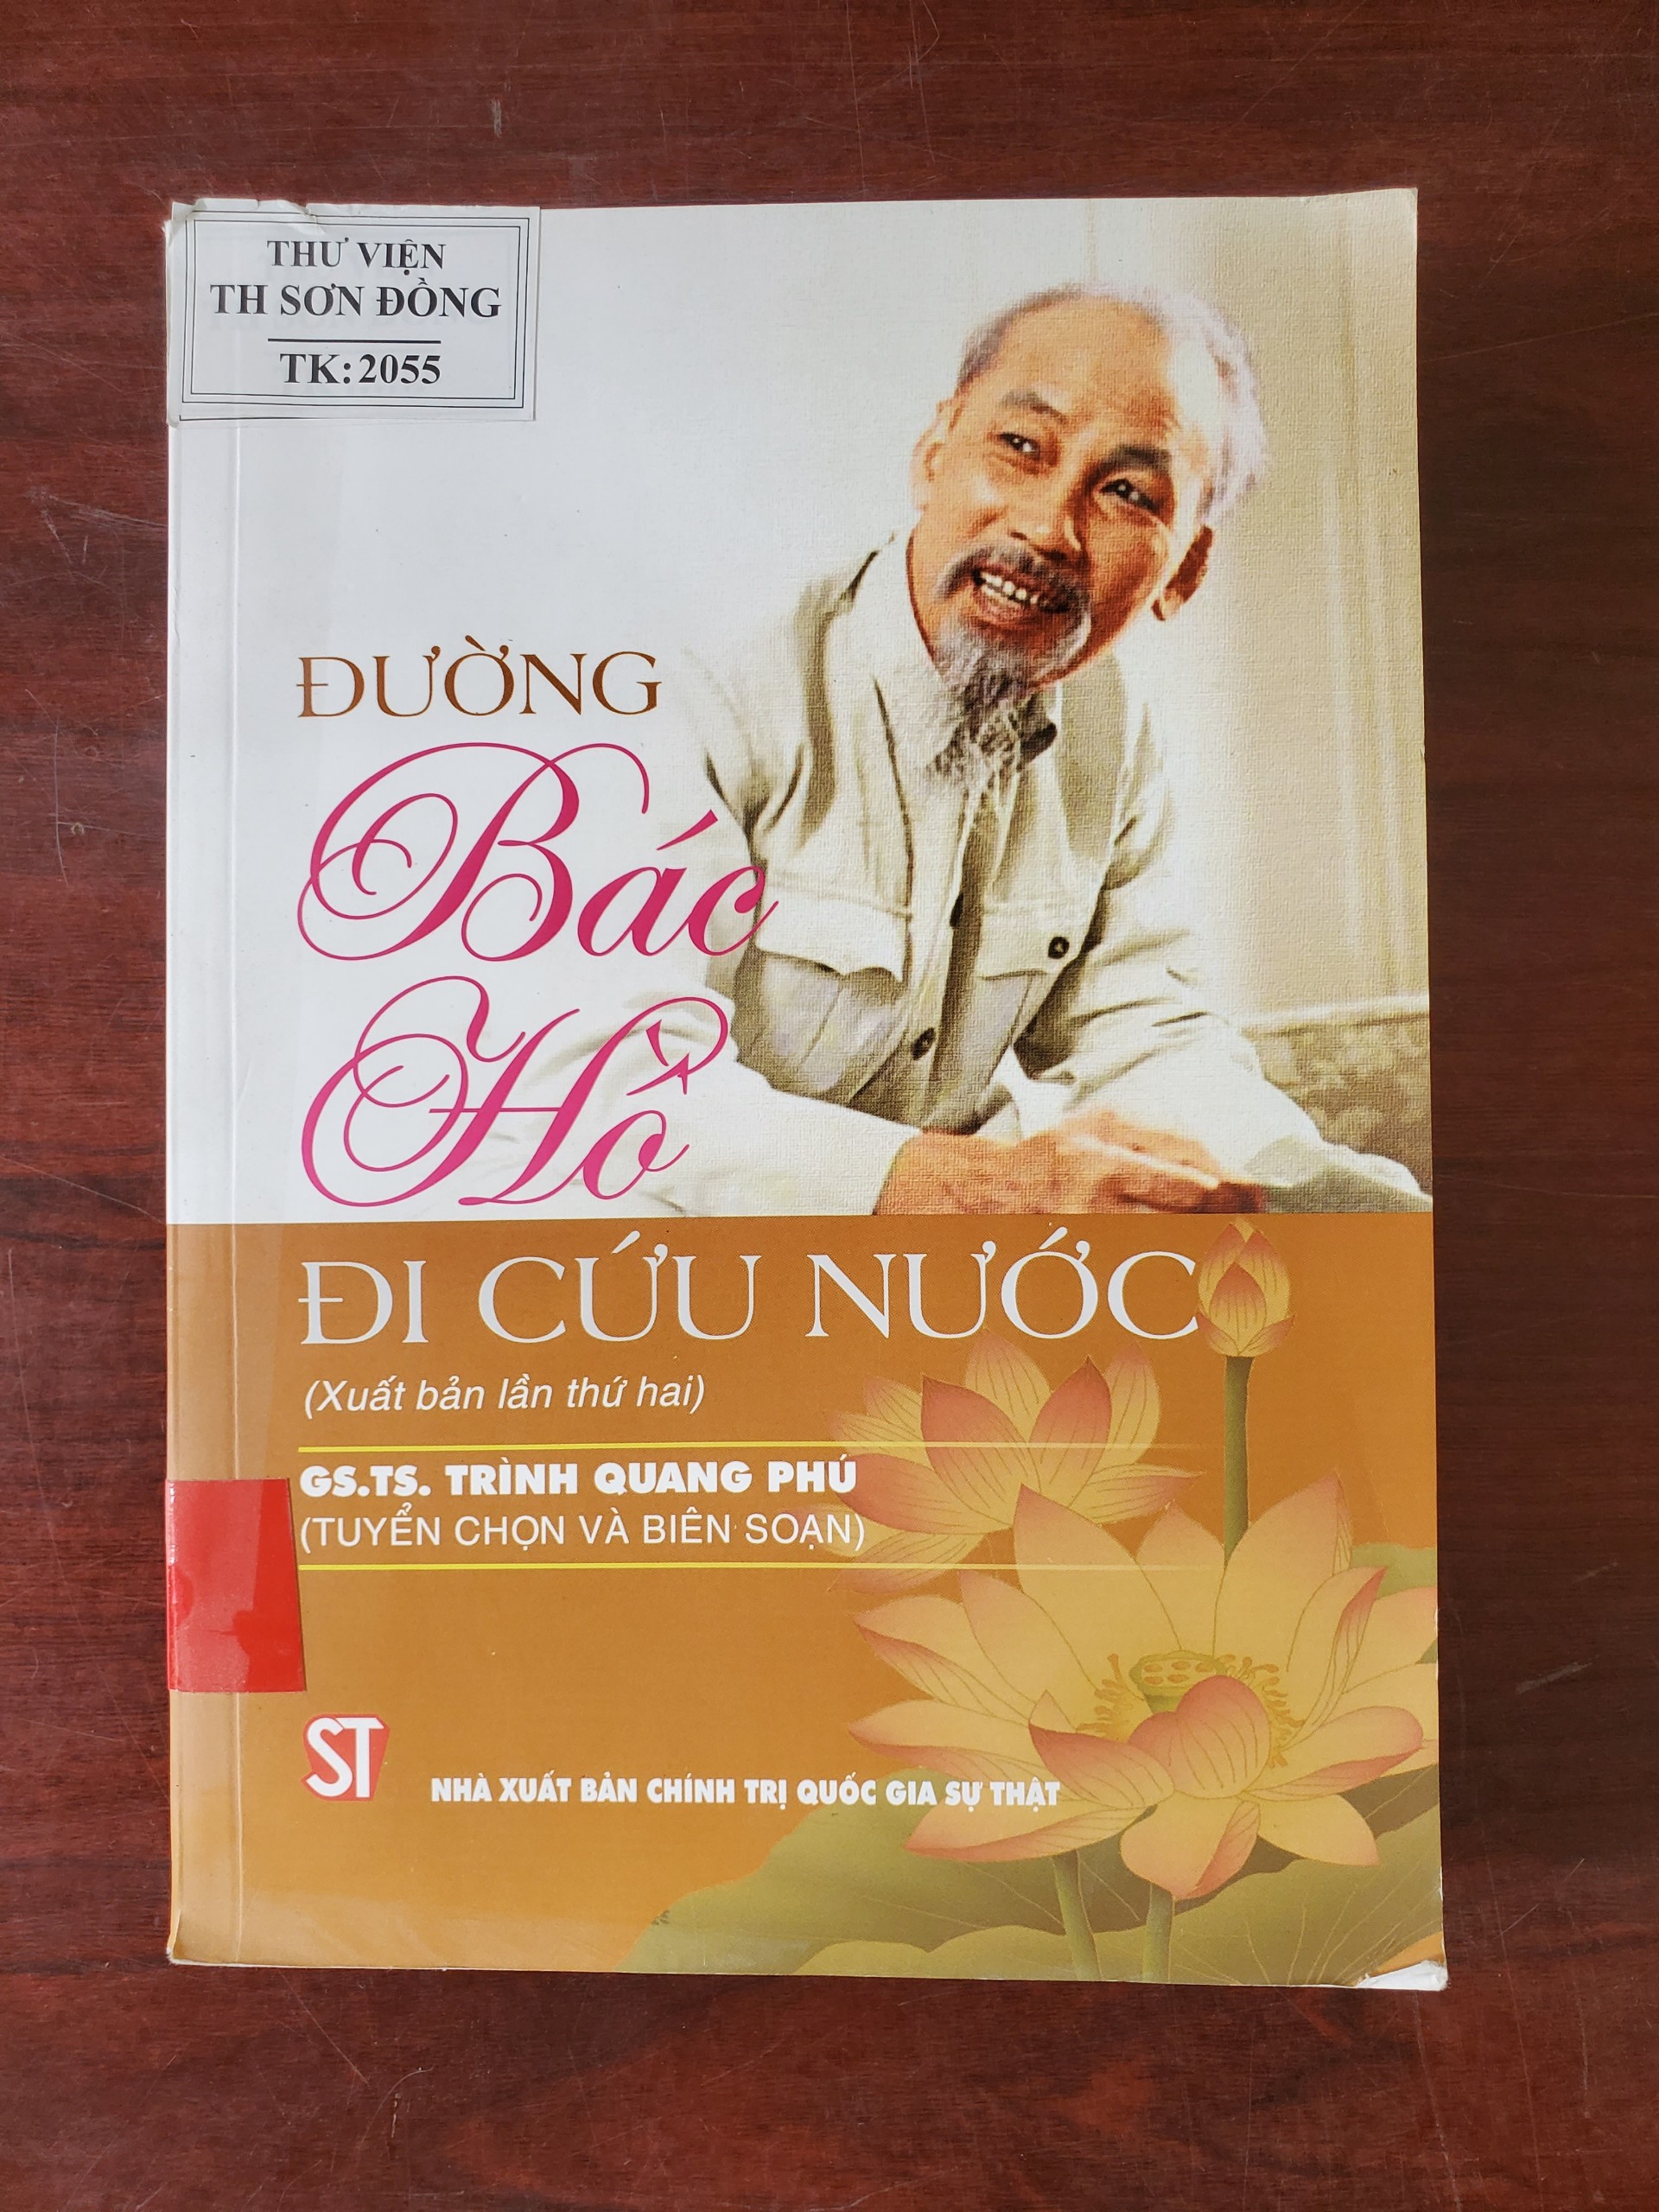 THƯ VIỆN
TH SƠN ĐỒNG
TK: 2055
ĐƯỜNG
Bác
Hồ
ĐI CỨU NƯỚC
(Xuất bản lần thứ hai)
GS.TS. TRÌNH QUANG PHÚ
(TUYỂN CHỌN VÀ BIÊN SOẠN)
ST
NHÀ XUẤT BẢN CHÍNH TRỊ QUỐC GIA SỰ THẬT